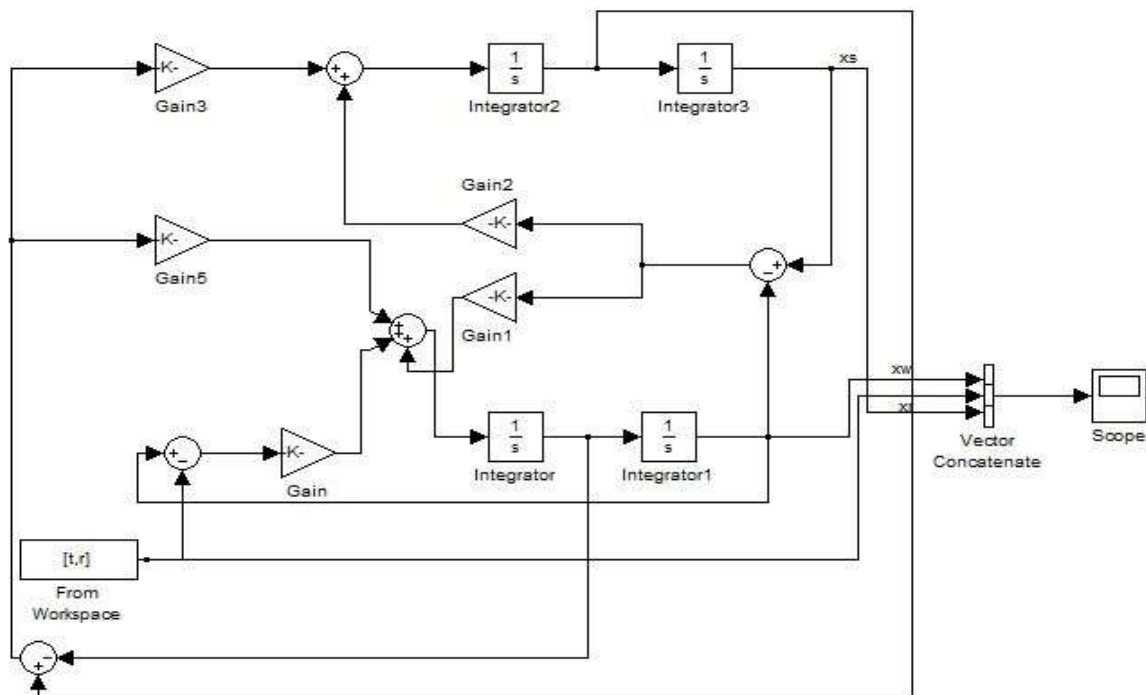 xs
K-
1
s
1
s
Gain3
Integrator2
Integrator3
Gain2
-K-
K-
Gain5
-K-
Gain1
xw
xr
K-
Gain
1
s
1
s
Integrator
Integrator1
Vector
Concatenate
Scope
[t,r]
From
Workspace